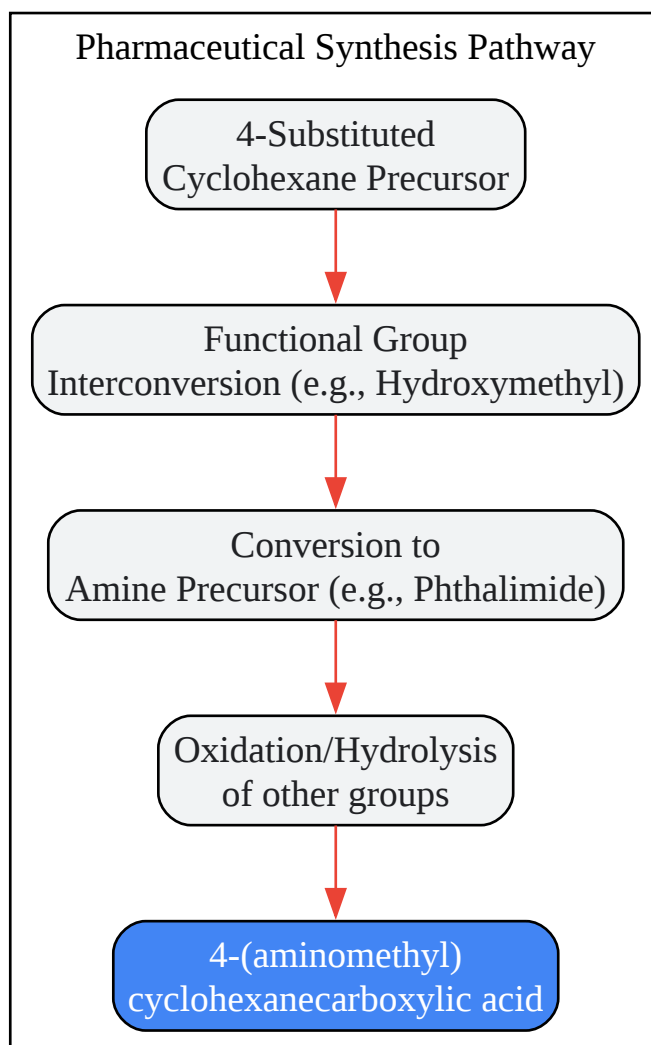 Pharmaceutical Synthesis Pathway
4-Substituted
Cyclohexane Precursor
Functional Group
Interconversion (e.g., Hydroxymethyl)
Conversion to
Amine Precursor (e.g., Phthalimide)
Oxidation/Hydrolysis
of other groups
4-(aminomethyl)
cyclohexanecarboxylic acid